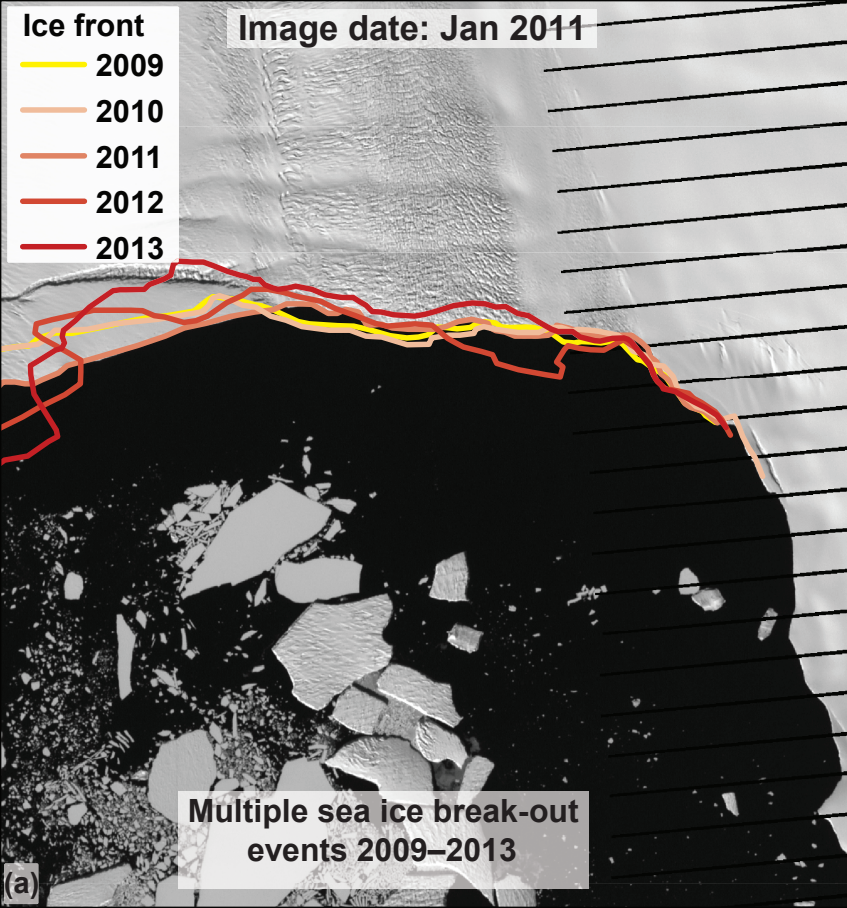 Ice front
2009
2010
2011
2012
2013
Image date: Jan 2011
Multiple sea ice break-out
events 2009–2013
(a)